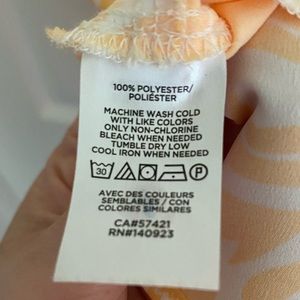 100% POLYESTER/
POLIÉSTER
MACHINE WASH COLD
WITH LIKE COLORS
ONLY NON-CHLORINE
BLEACH WHEN NEEDED
TUMBLE DRY LOW
COOL IRON WHEN NEEDED
30
AVEC DES COULEURS
SEMBLABLES / CON
COLORES SIMILARES
CA#57421
RN#140923